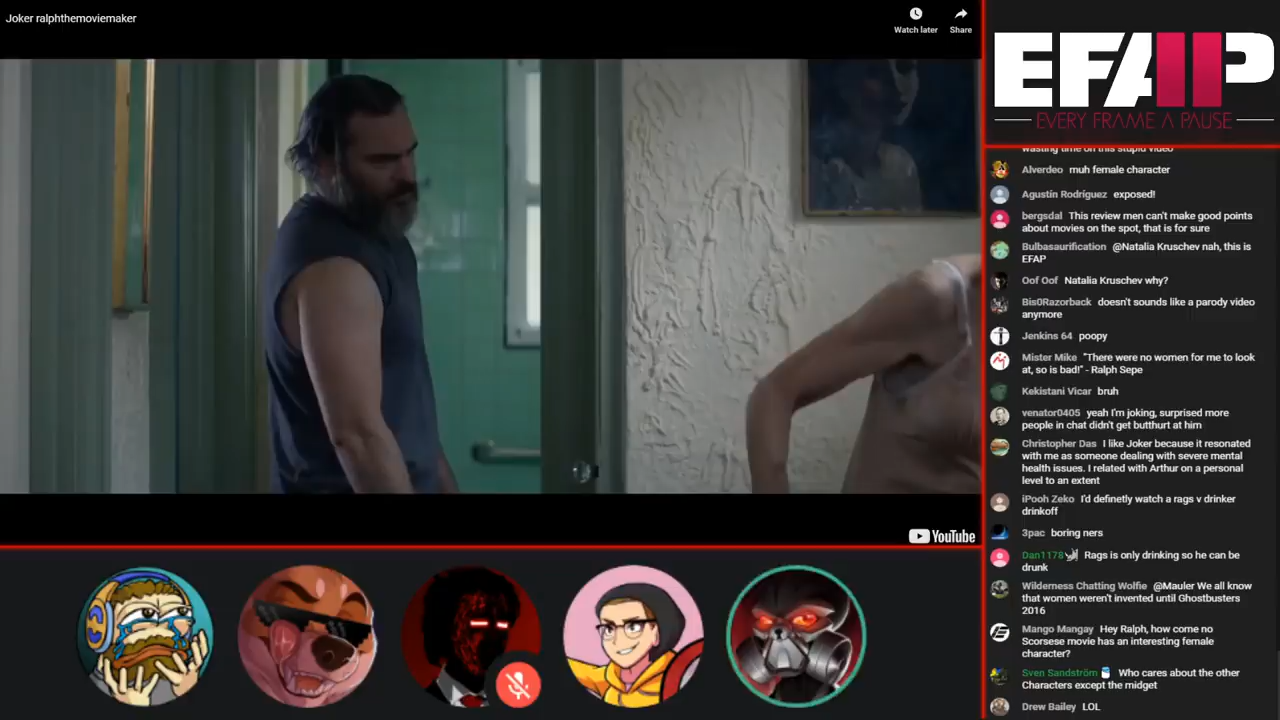 Joker ralphthemoviemaker
Watch later
Share
YouTube
EFAP
EVERY FRAME A PAUSE
wasting time on this stupid video
Alverdeo muh female character
Agustín Rodríguez exposed!
bergsdal This review men can't make good points
about movies on the spot, that is for sure
Bulbasaurification @Natalia Kruschev nah, this is
EFAP
Oof Oof Natalia Kruschev why?
Bis0Razorback doesn't sounds like a parody video
anymore
Jenkins 64 poopy
Mister Mike "There were no women for me to look
at, so is bad!" - Ralph Sepe
Kekistani Vicar bruh
venator0405 yeah I'm joking, surprised more
people in chat didn't get butthurt at him
Christopher Das I like Joker because it resonated
with me as someone dealing with severe mental
health issues. I related with Arthur on a personal
level to an extent
iPooh Zeko I'd definetly watch a rags v drinker
drinkoff
3pac boring ners
Dan1178 Rags is only drinking so he can be
drunk
Wilderness Chatting Wolfie @Mauler We all know
that women weren't invented until Ghostbusters
2016
Mango Mangay Hey Ralph, how come no
Scorsese movie has an interesting female
character?
Sven Sandström Who cares about the other
Characters except the midget
Drew Bailey LOL